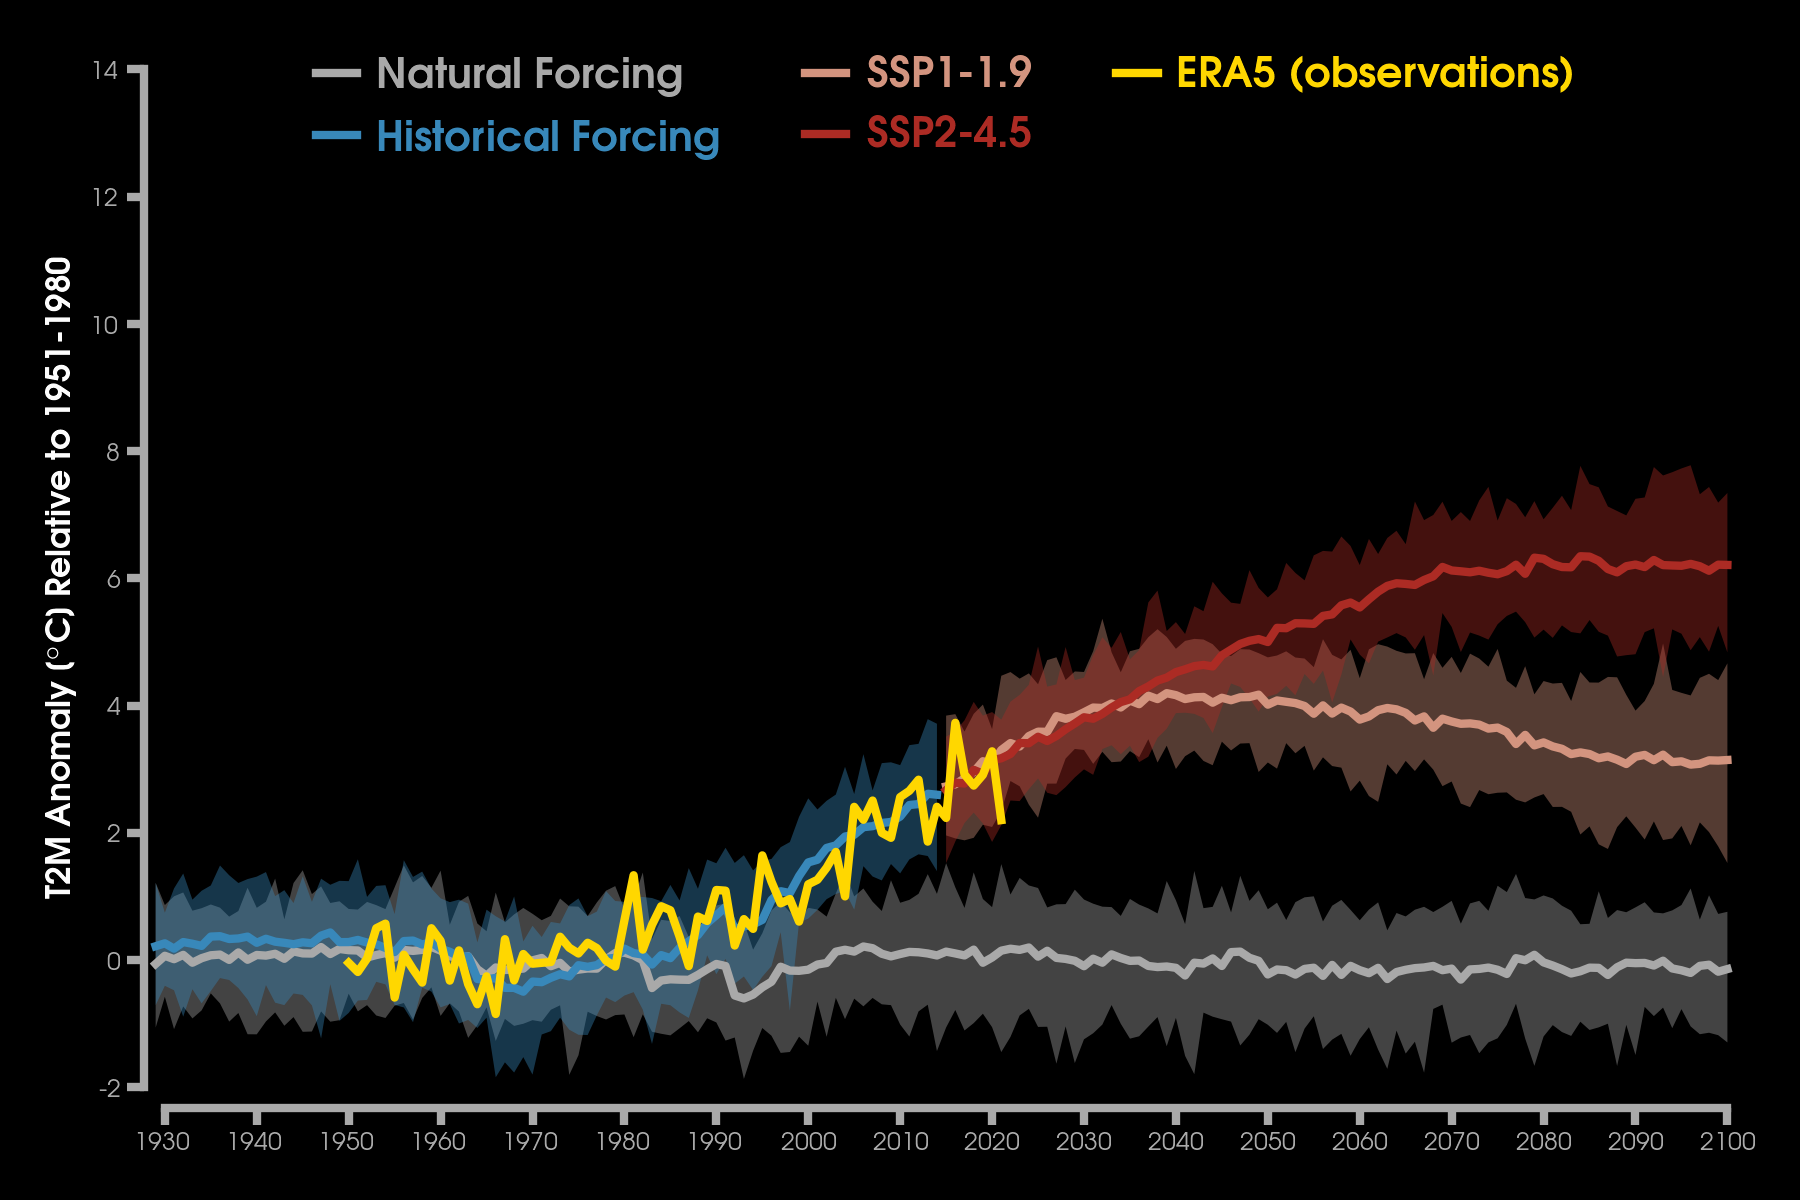 Natural Forcing
SSP1-1.9
ERA5 (observations)
Historical Forcing
SSP2-4.5
T2M Anomaly (°C) Relative to 1951-1980
14
12
10
8
6
4
2
0
-2
1930 1940 1950 1960 1970 1980 1990 2000 2010 2020 2030 2040 2050 2060 2070 2080 2090 2100